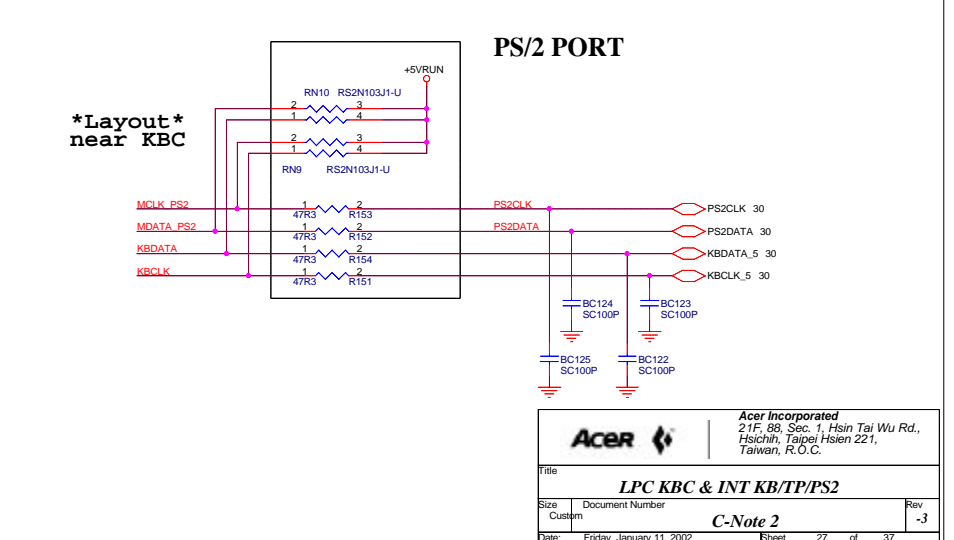 PS/2 PORT
+5VRUN
RN10 RS2N103J1-U
2 3
1 4
*Layout*
near KBC
2 3
1 4
RN9 RS2N103J1-U
MCLK_PS2 1 2 PS2CLK PS2CLK 30
47R3 R153
MDATA_PS2 1 2 PS2DATA PS2DATA 30
47R3 R152
KBDATA 1 2 KBDATA_5 30
47R3 R154
KBCLK 1 2 KBCLK_5 30
47R3 R151
BC124 BC123
SC100P SC100P
BC125 BC122
SC100P SC100P
Acer Incorporated
21F, 88, Sec. 1, Hsin Tai Wu Rd.,
Hsichih, Taipei Hsien 221,
Taiwan, R.O.C.
ACER
Title
LPC KBC & INT KB/TP/PS2
Size Document Number Rev
Custom C-Note 2 -3
Date: Friday, January 11, 2002 Sheet 27 of 37